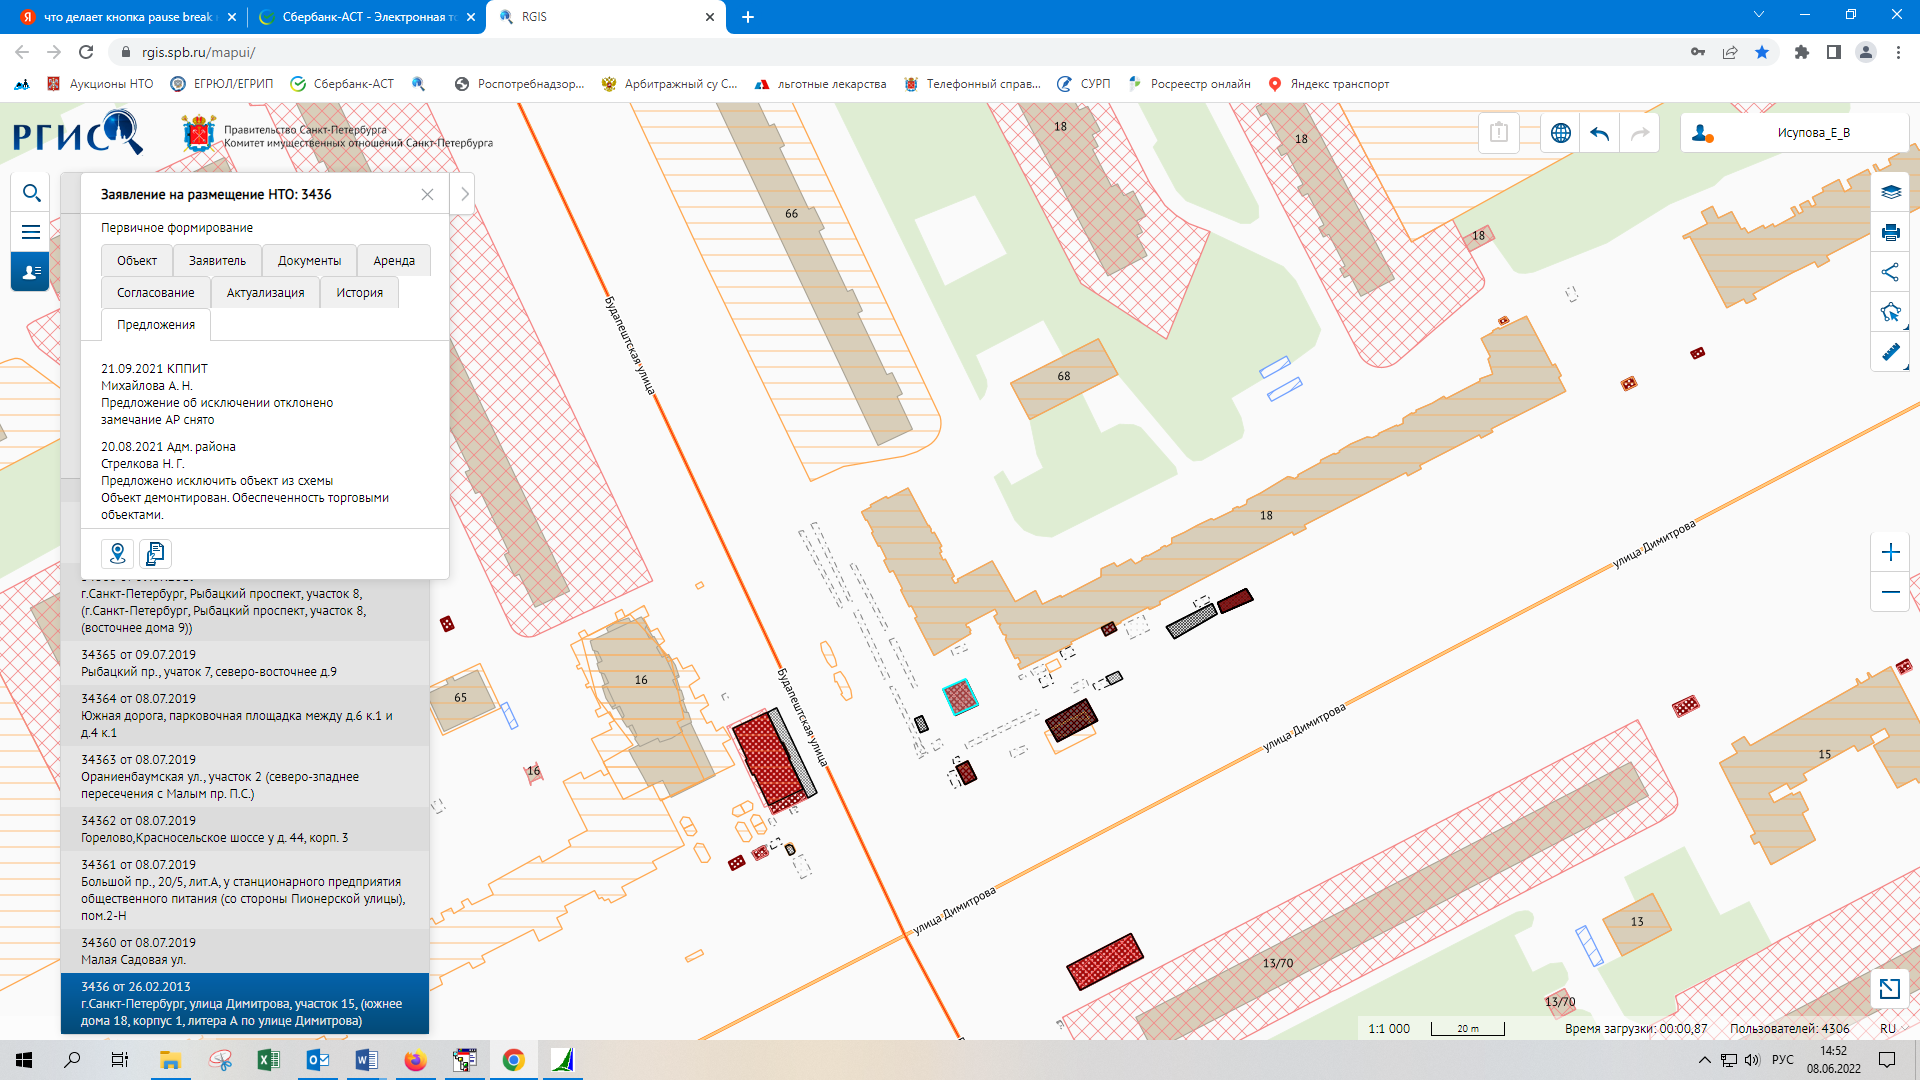 что делает кнопка pause break
Сбербанк-АСТ - Электронная то
RGIS
rgis.spb.ru/mapui/
Аукционы НТО
ЕГРЮЛ/ЕГРИП
Сбербанк-АСТ
Роспотребнадзор...
Арбитражный су С...
льготные лекарства
Телефонный справ...
СУРП
Росреестр онлайн
Яндекс транспорт
РГИС
Правительство Санкт-Петербурга
Комитет имущественных отношений Санкт-Петербурга
Исупова_Е_В
Заявление на размещение НТО: 3436
Первичное формирование
Объект
Заявитель
Документы
Аренда
Согласование
Актуализация
История
Предложения
21.09.2021 КППИТ
Михайлова А. Н.
Предложение об исключении отклонено
замечание АР снято
20.08.2021 Адм. района
Стрелкова Н. Г.
Предложено исключить объект из схемы
Объект демонтирован. Обеспеченность торговыми
объектами.
г.Санкт-Петербург, Рыбацкий проспект, участок 8,
(г.Санкт-Петербург, Рыбацкий проспект, участок 8,
(восточнее дома 9))
34365 от 09.07.2019
Рыбацкий пр., учаток 7, северо-восточнее д.9
34364 от 08.07.2019
Южная дорога, парковочная площадка между д.6 к.1 и
д.4 к.1
34363 от 08.07.2019
Ораниенбаумская ул., участок 2 (северо-зпаднее
пересечения с Малым пр. П.С.)
34362 от 08.07.2019
Горелово,Красносельское шоссе у д. 44, корп. 3
34361 от 08.07.2019
Большой пр., 20/5, лит.А, у станционарного предприятия
общественного питания (со стороны Пионерской улицы),
пом.2-Н
34360 от 08.07.2019
Малая Садовая ул.
3436 от 26.02.2013
г.Санкт-Петербург, улица Димитрова, участок 15, (южнее
дома 18, корпус 1, литера А по улице Димитрова)
18
18
66
18
Будапештская улица
68
18
улица Димитрова
16
65
Будапештская улица
улица Димитрова
15
16
улица Димитрова
13
13/70
13/70
1:1 000
20 m
Время загрузки: 00:00,87
Пользователей: 4306
RU
РУС
14:52
08.06.2022